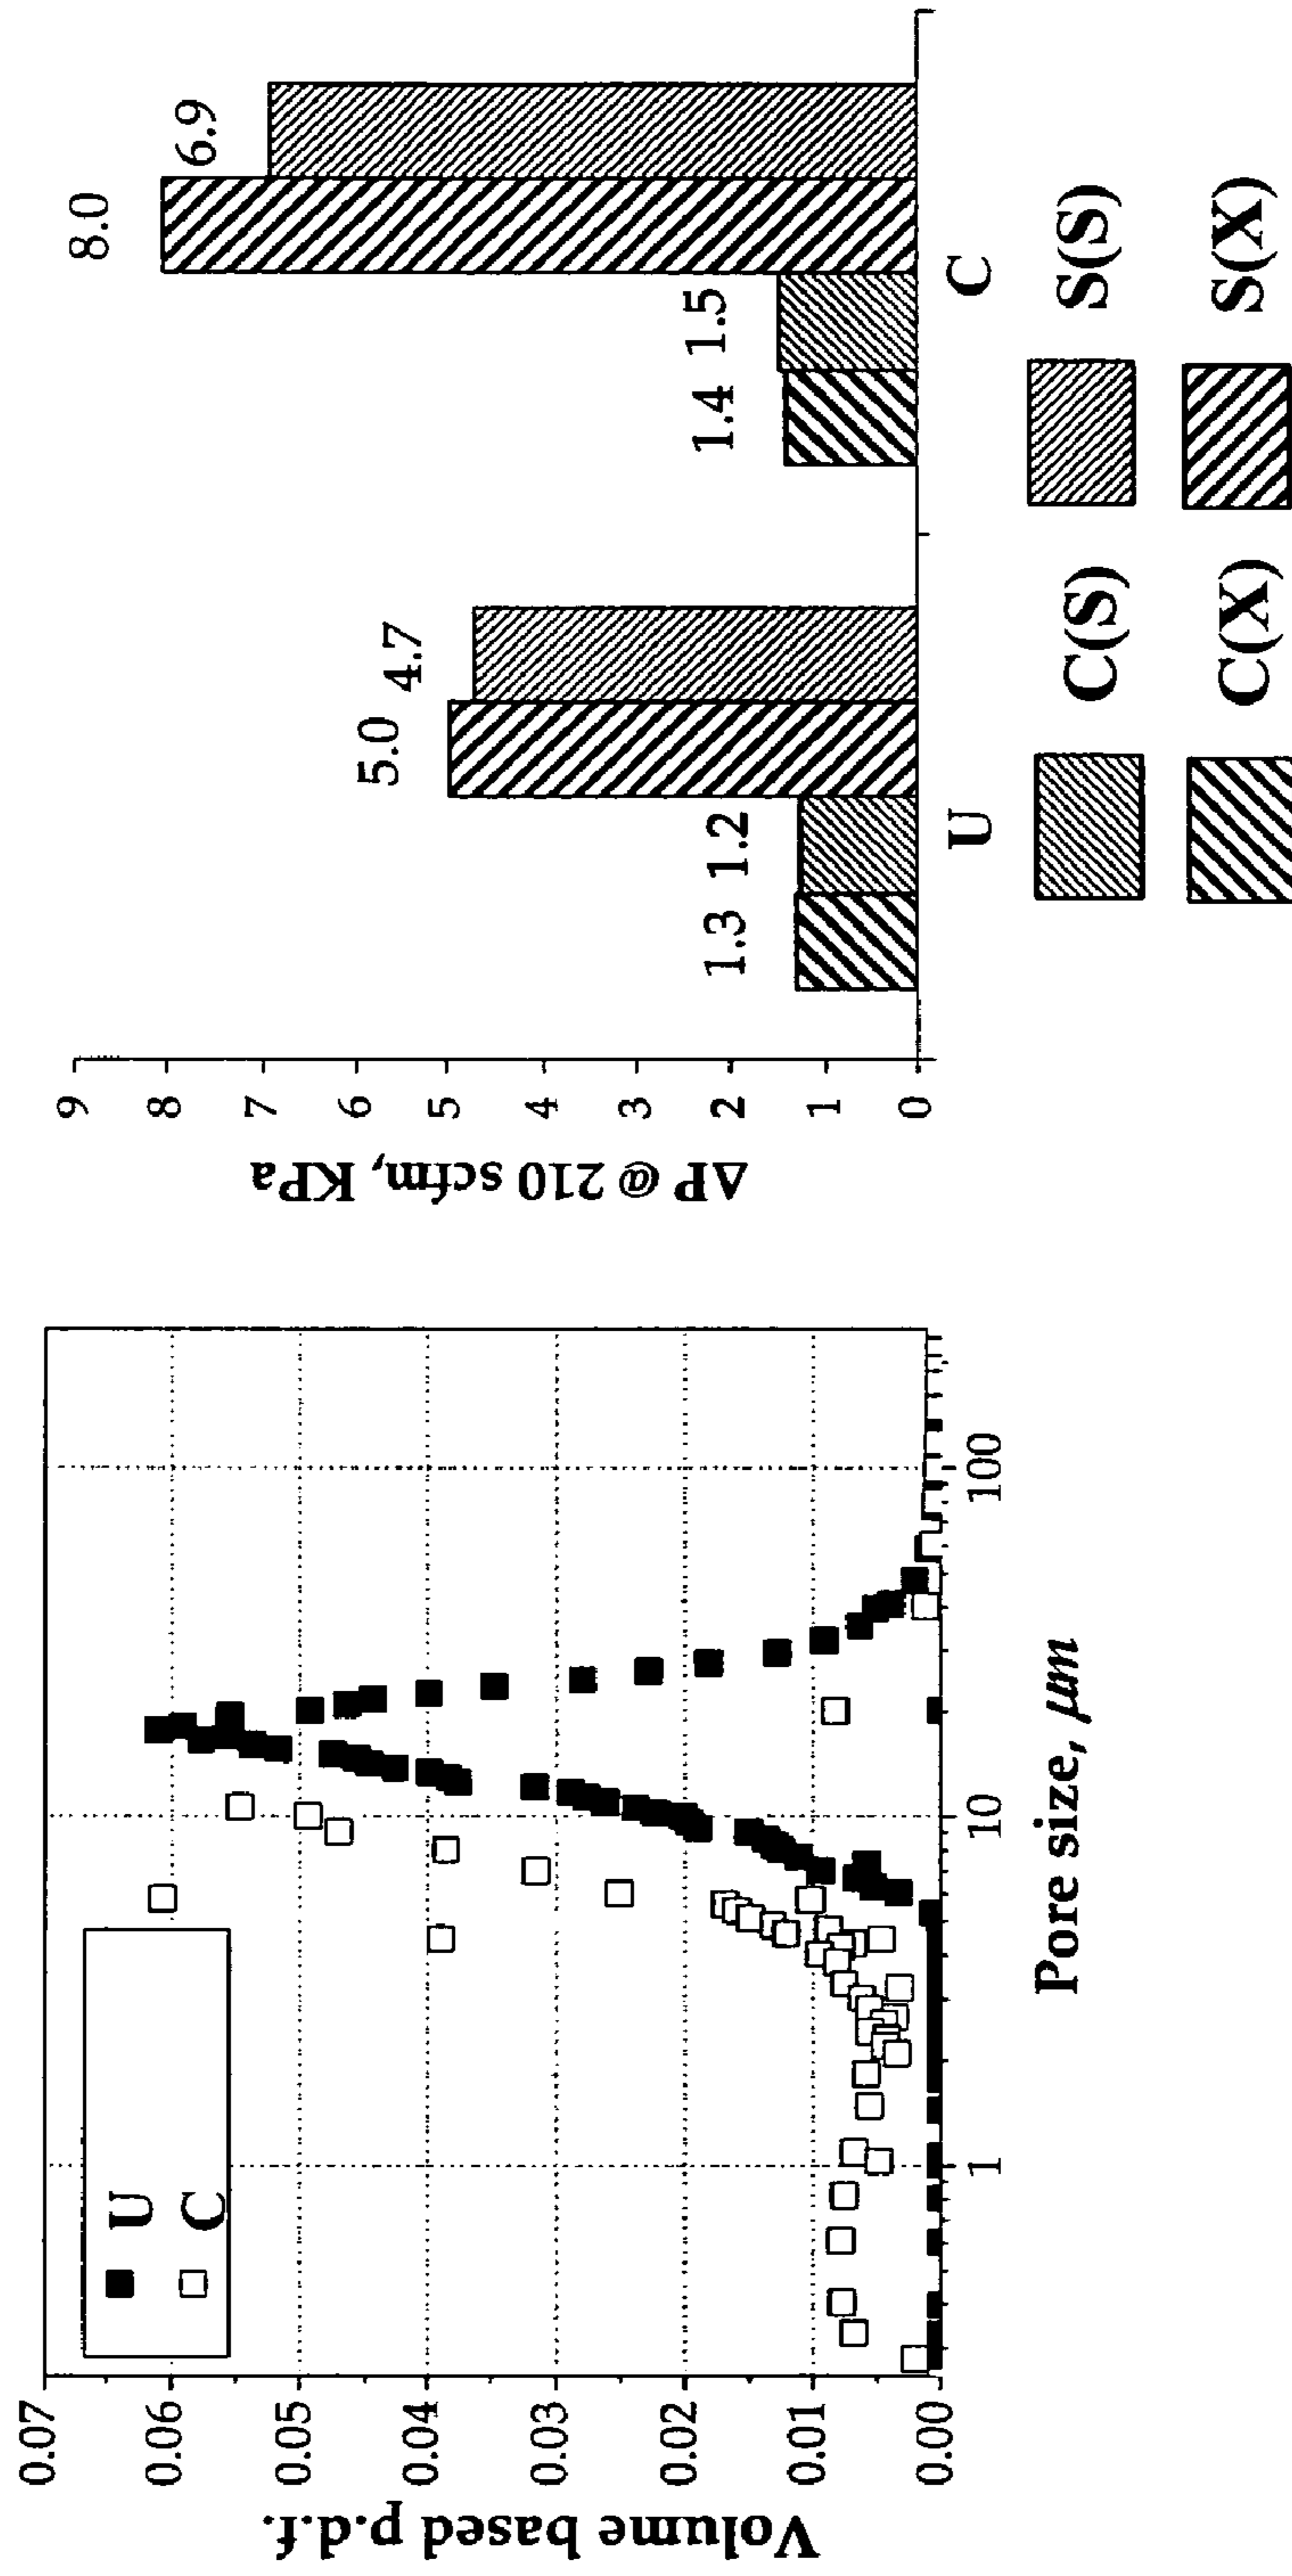 U
C
0.07
0.06
0.05
0.04
0.03
0.02
0.01
0.00
Volume based p.d.f.
1
10
100
Pore size, μm
9
8
7
6
5
4
3
2
1
0
ΔP @ 210 scfm, KPa
1.3
1.2
5.0
4.7
1.4
1.5
8.0
6.9
U
C
C(S)
S(S)
C(X)
S(X)